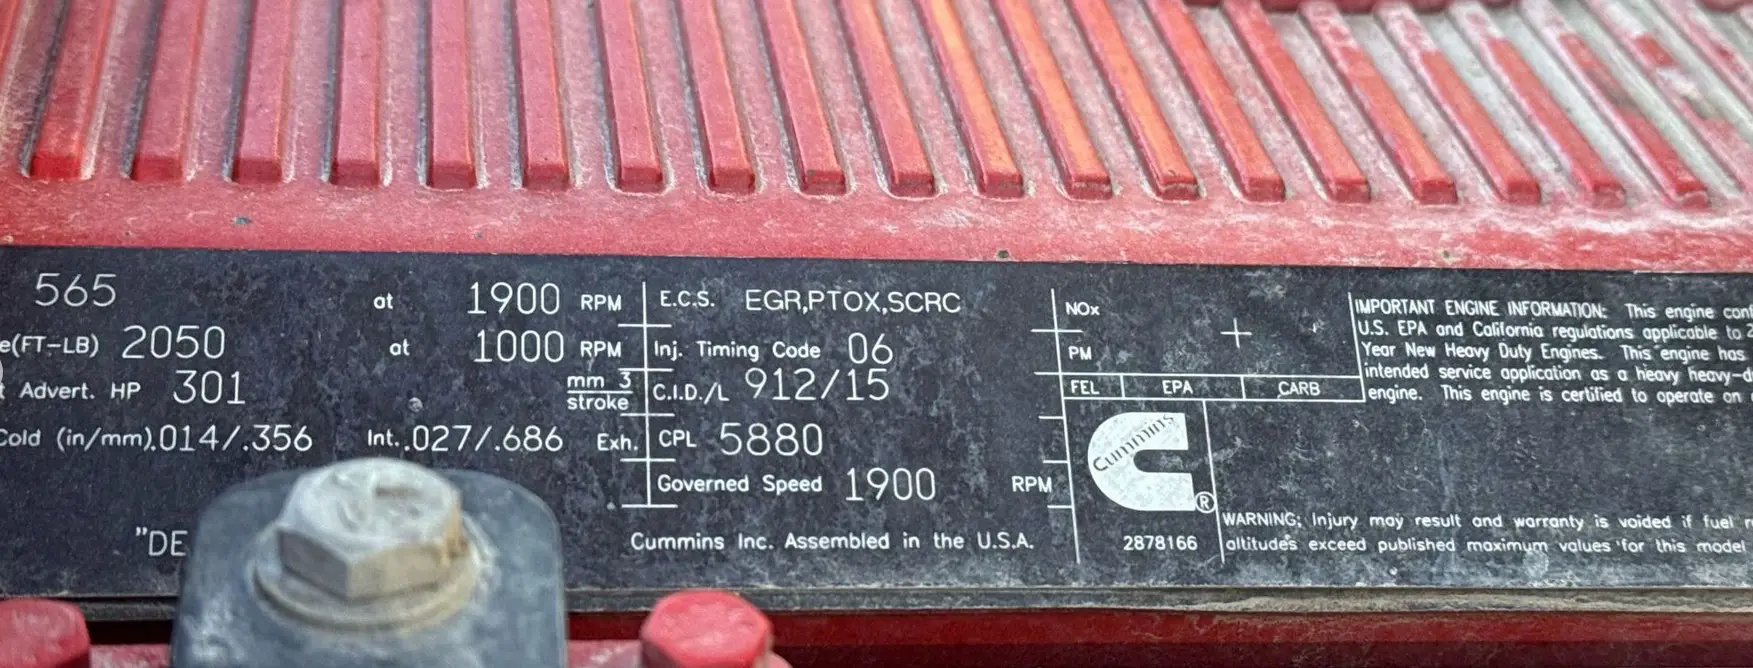 565 at 1900 RPM
e(FT-LB) 2050 at 1000 RPM
t Advert. HP 301 mm 3 stroke
Cold (in/mm).014/.356 Int..027/.686 Exh.
"DE
E.C.S. EGR,PTOX,SCRC
Inj. Timing Code 06
C.I.D./L 912/15
CPL 5880
Governed Speed 1900 RPM
Cummins Inc. Assembled in the U.S.A.
NOx
PM
FEL EPA CARB
Cummins
®
2878166
IMPORTANT ENGINE INFORMATION: This engine conf
U.S. EPA and California regulations applicable to 2
Year New Heavy Duty Engines. This engine has
intended service application as a heavy heavy-d
engine. This engine is certified to operate on
WARNING: Injury may result and warranty is voided if fuel r
altitudes exceed published maximum values for this model